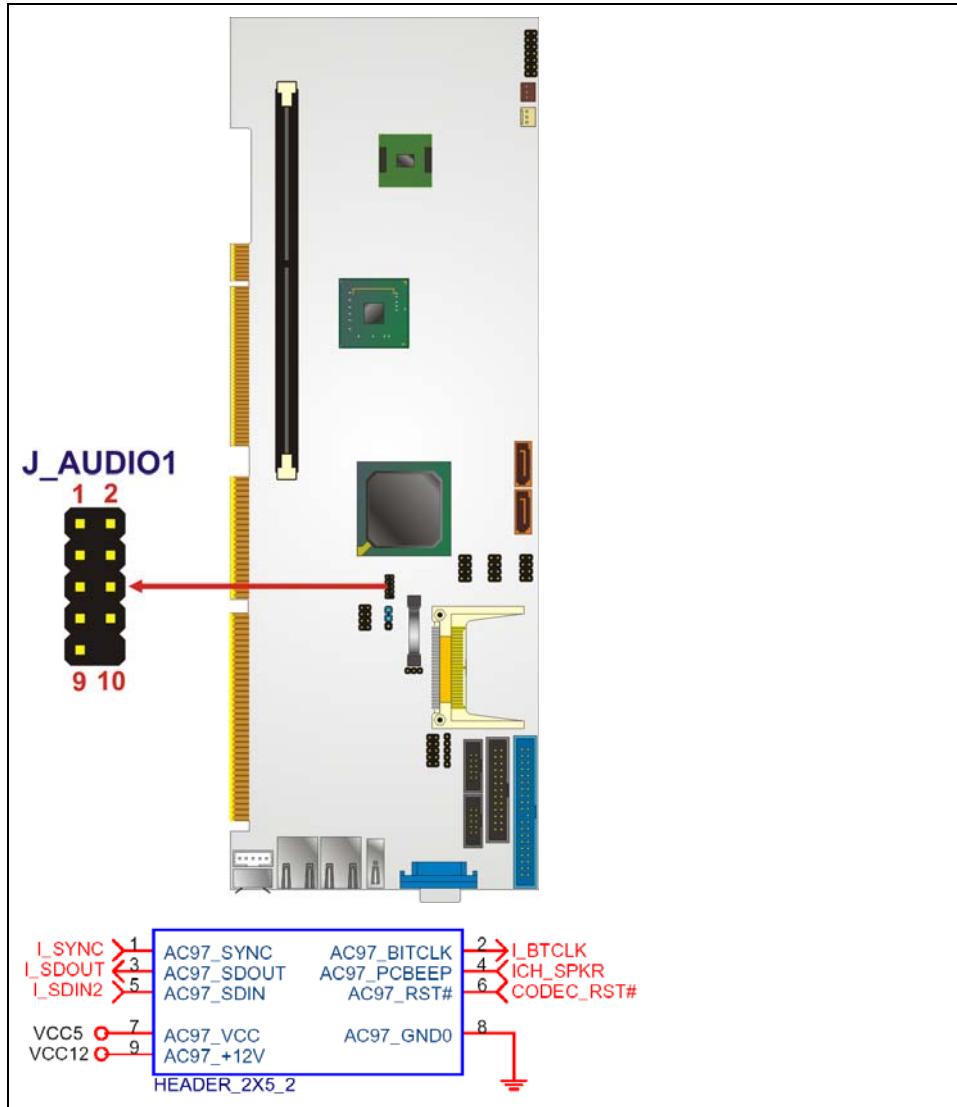 J_AUDIO1
1 2
9 10
I_SYNC 1 AC97_SYNC AC97_BITCLK 2 I_BTCLK
I_SDOUT 3 AC97_SDOUT AC97_PCBEEP 4 ICH_SPKR
I_SDIN2 5 AC97_SDIN AC97_RST# 6 CODEC_RST#
VCC5 7 AC97_VCC AC97_GND0 8
VCC12 9 AC97_+12V
HEADER_2X5_2